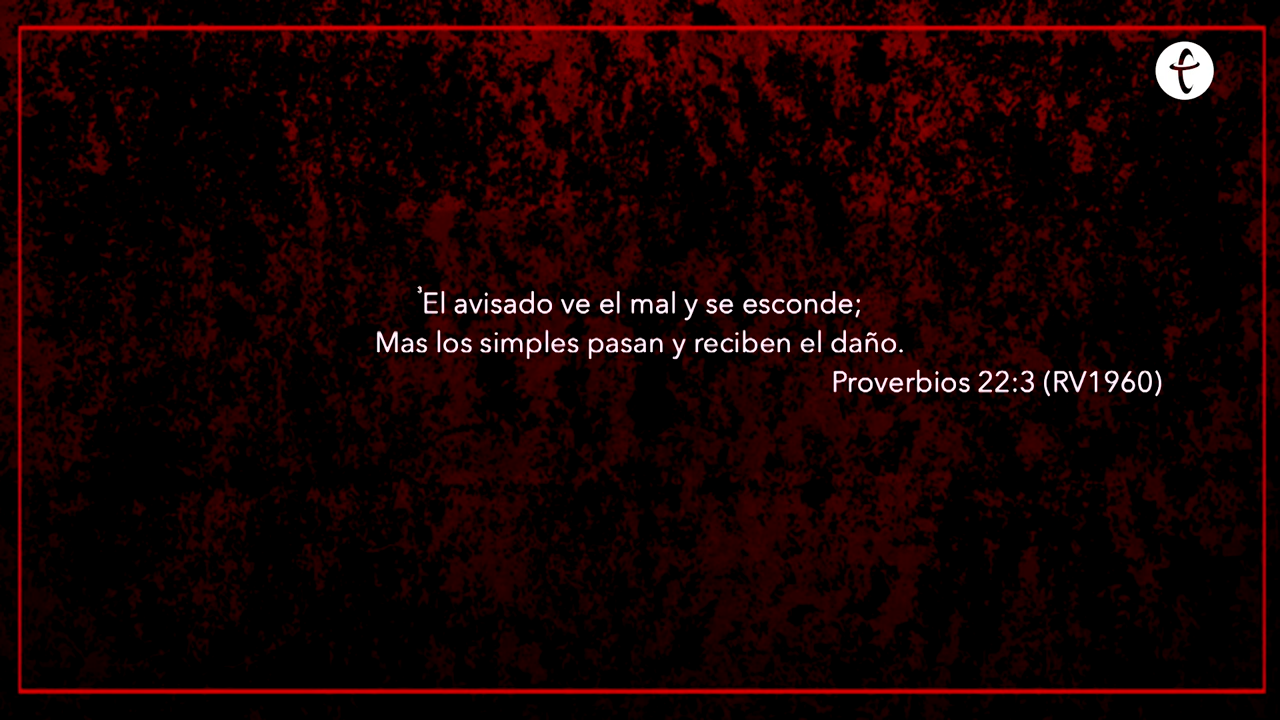 ³El avisado ve el mal y se esconde;
Mas los simples pasan y reciben el daño.
Proverbios 22:3 (RV1960)